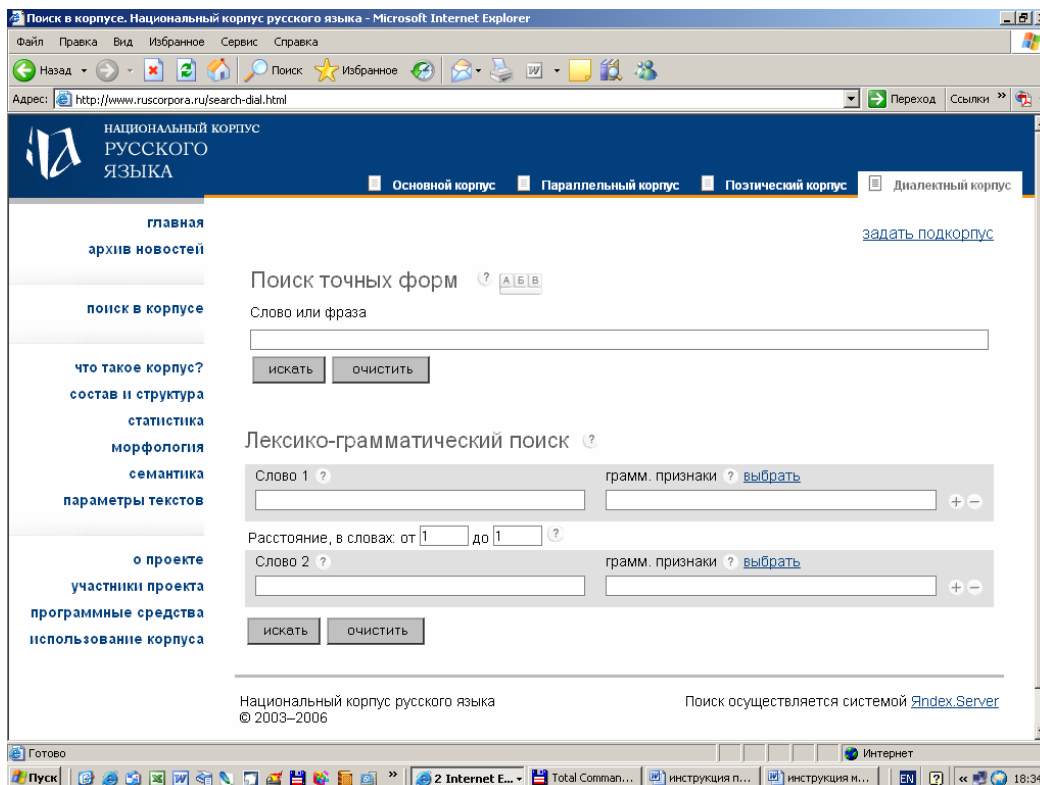 Поиск в корпусе. Национальный корпус русского языка - Microsoft Internet Explorer
Файл Правка Вид Избранное Сервис Справка
Назад Поиск Избранное
Адрес: http://www.ruscorpora.ru/search-dial.html Переход Ссылки »
НАЦИОНАЛЬНЫЙ КОРПУС
РУССКОГО
ЯЗЫКА
Основной корпус Параллельный корпус Поэтический корпус Диалектный корпус
главная
архив новостей
поиск в корпусе
что такое корпус?
состав и структура
статистика
морфология
семантика
параметры текстов
о проекте
участники проекта
программные средства
использование корпуса
задать подкорпус
Поиск точных форм ? А Б В
Слово или фраза
искать очистить
Лексико-грамматический поиск ?
Слово 1 ? грамм. признаки ? выбрать
Расстояние, в словах: от 1 до 1 ?
Слово 2 ? грамм. признаки ? выбрать
искать очистить
Национальный корпус русского языка Поиск осуществляется системой Яndex.Server
© 2003–2006
Готово Интернет
Пуск » 2 Internet E... Total Comman... инструкция п... инструкция м... EN ? « 18:34